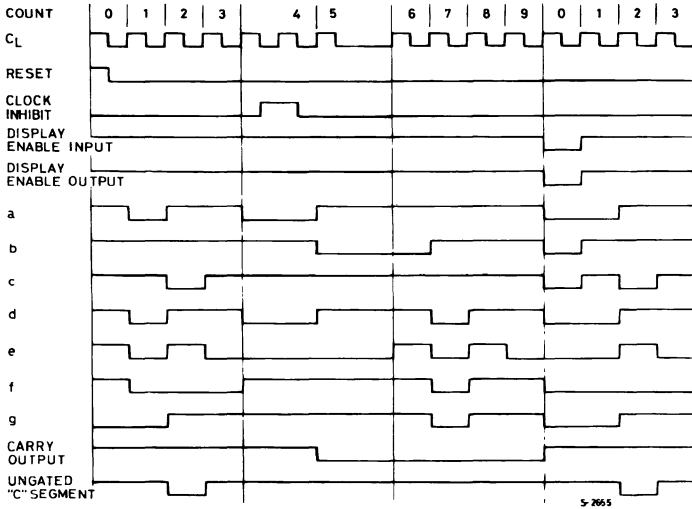 COUNT 0 1 2 3 4 5 6 7 8 9 0 1 2 3
CL
RESET
CLOCK
INHIBIT
DISPLAY
ENABLE INPUT
DISPLAY
ENABLE OUTPUT
a
b
c
d
e
f
g
CARRY
OUTPUT
UNGATED
"C" SEGMENT
S-2655